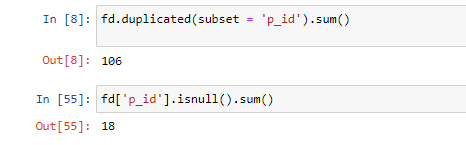 In [8]: fd.duplicated(subset = 'p_id').sum()
Out[8]: 106
In [55]: fd['p_id'].isnull().sum()
Out[55]: 18